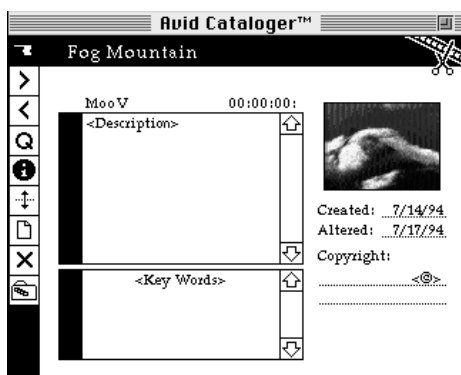 Avid Cataloger™
Fog Mountain
MooV 00:00:00:
<Description>
Created: 7/14/94
Altered: 7/17/94
Copyright:
<©>
<Key Words>
Q
i